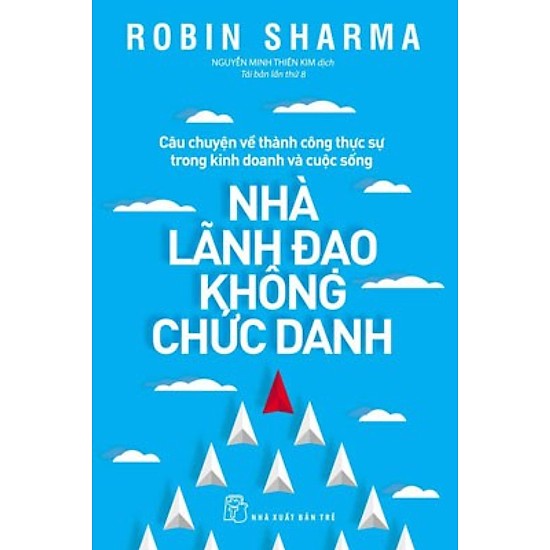 ROBIN SHARMA
NGUYỄN MINH THIÊN KIM dịch
Tái bản lần thứ 8
Câu chuyện về thành công thực sự
trong kinh doanh và cuộc sống
NHÀ
LÃNH ĐẠO
KHÔNG
CHỨC DANH
NHÀ XUẤT BẢN TRẺ